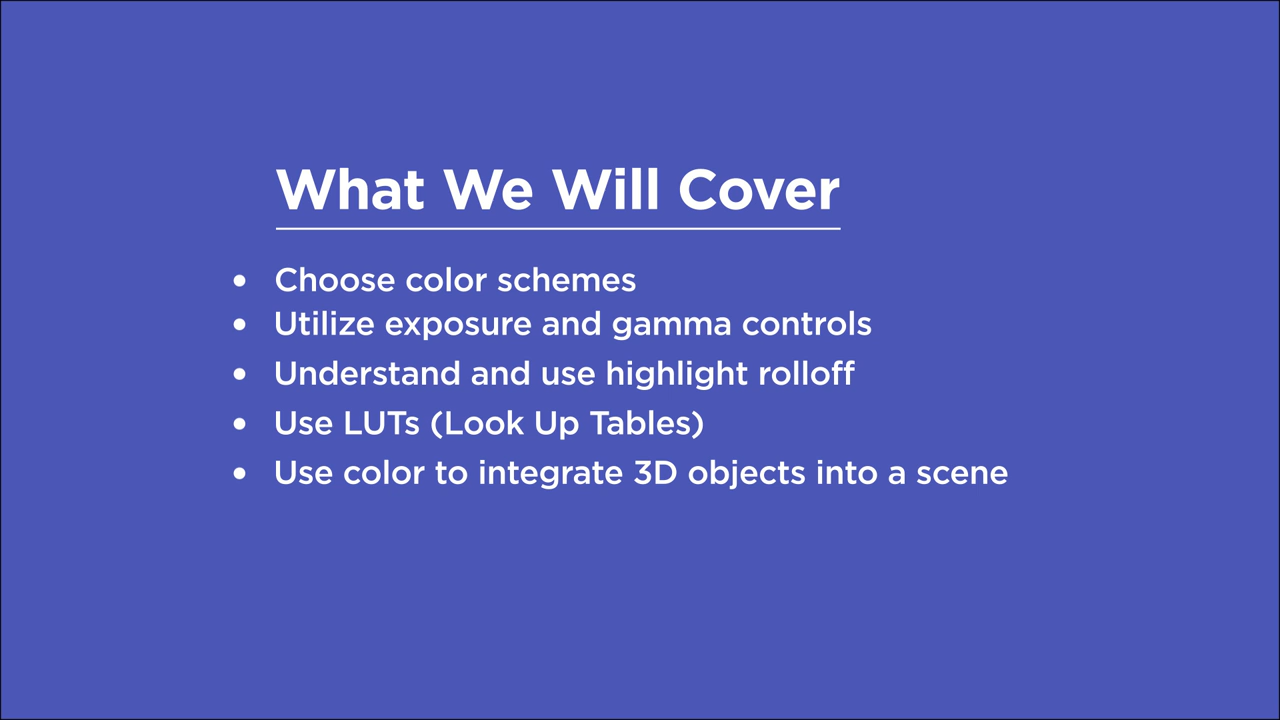 What We Will Cover
• Choose color schemes
• Utilize exposure and gamma controls
• Understand and use highlight rolloff
• Use LUTs (Look Up Tables)
• Use color to integrate 3D objects into a scene